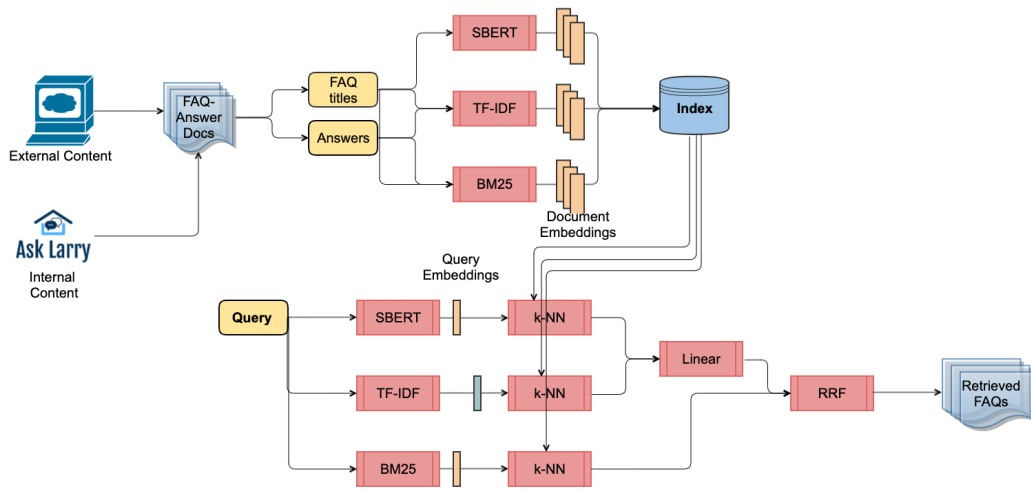 SBERT
FAQ
titles
FAQ-
Answer
Docs
TF-IDF
Index
Answers
External Content
BM25
Document
Embeddings
Ask Larry
Internal
Content
Query
Embeddings
Query
SBERT
k-NN
Linear
TF-IDF
k-NN
RRF
Retrieved
FAQs
BM25
k-NN